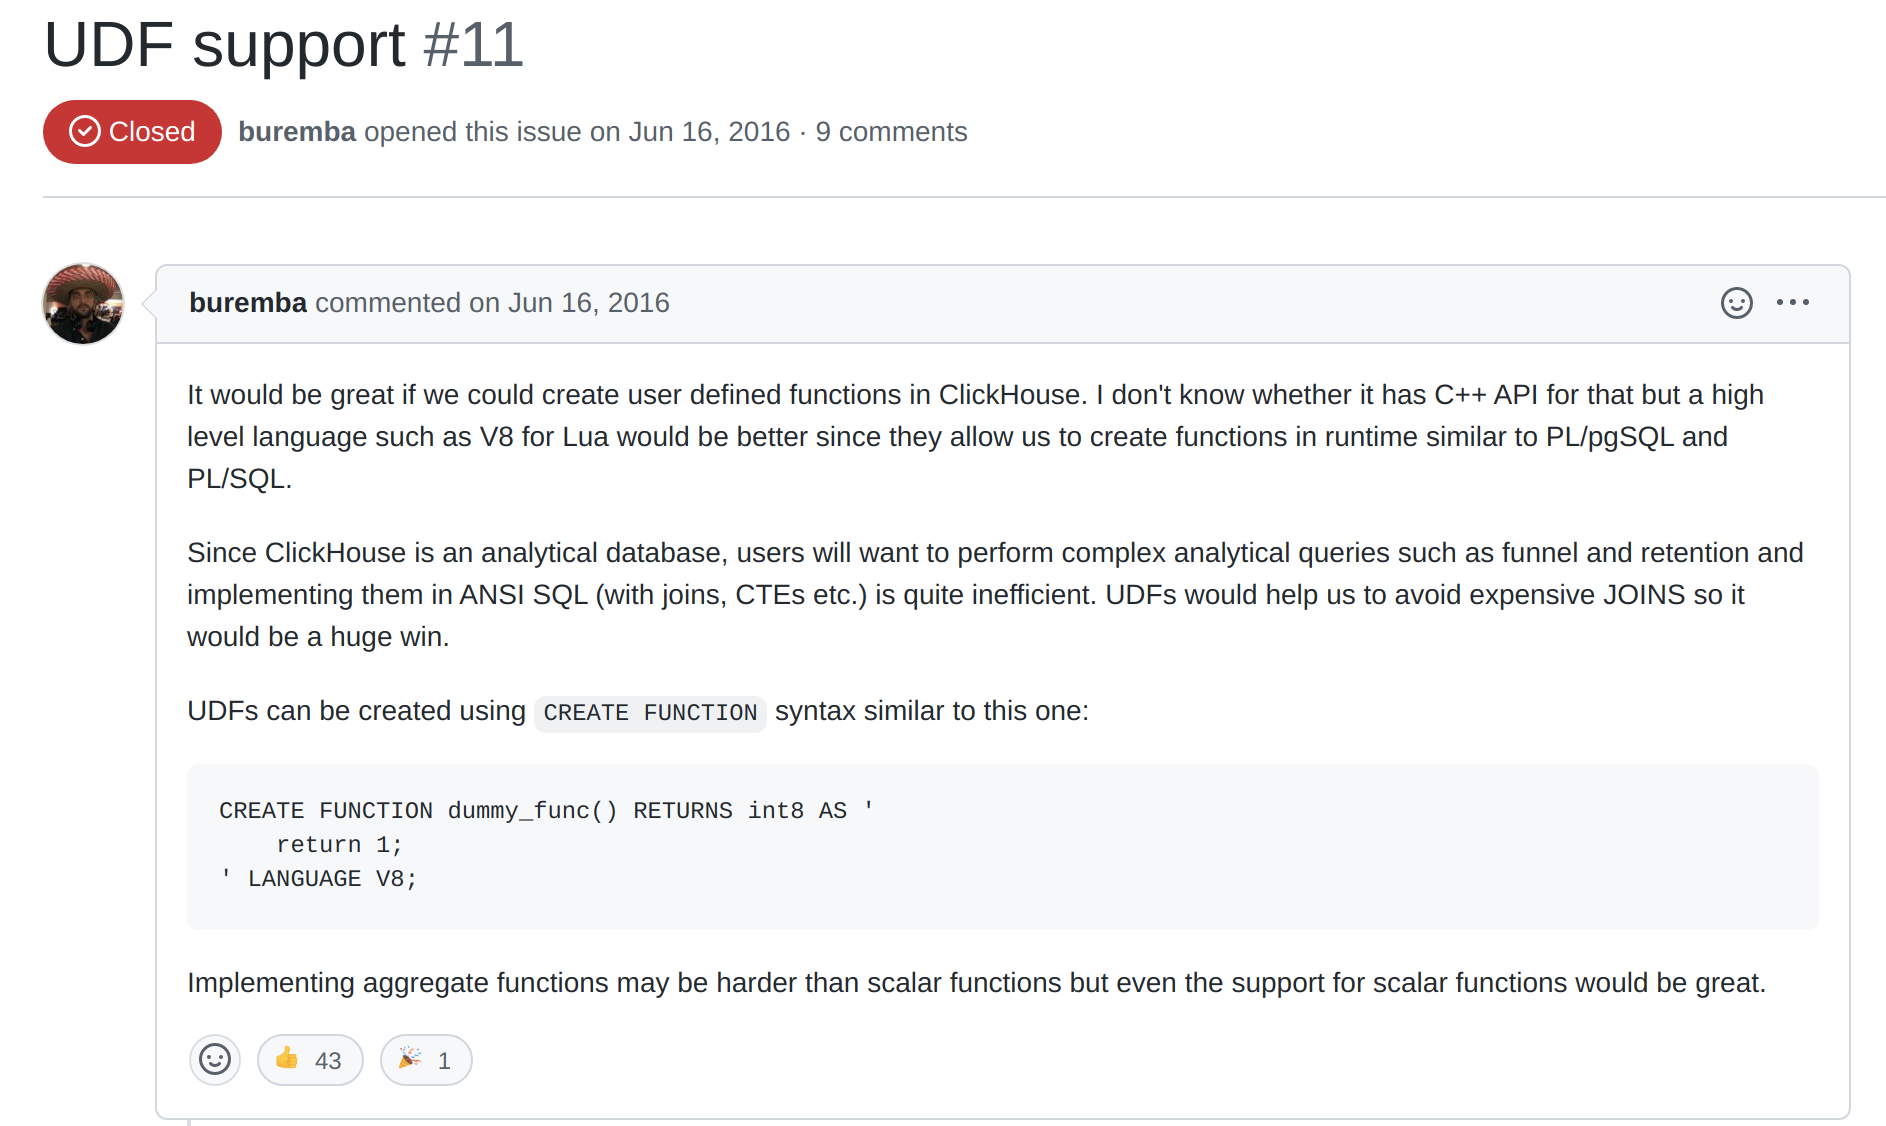 UDF support #11
Closed buremba opened this issue on Jun 16, 2016 · 9 comments
buremba commented on Jun 16, 2016
It would be great if we could create user defined functions in ClickHouse. I don't know whether it has C++ API for that but a high
level language such as V8 for Lua would be better since they allow us to create functions in runtime similar to PL/pgSQL and
PL/SQL.
Since ClickHouse is an analytical database, users will want to perform complex analytical queries such as funnel and retention and
implementing them in ANSI SQL (with joins, CTEs etc.) is quite inefficient. UDFs would help us to avoid expensive JOINS so it
would be a huge win.
UDFs can be created using CREATE FUNCTION syntax similar to this one:
CREATE FUNCTION dummy_func() RETURNS int8 AS '
    return 1;
' LANGUAGE V8;
Implementing aggregate functions may be harder than scalar functions but even the support for scalar functions would be great.
👍 43 🎉 1